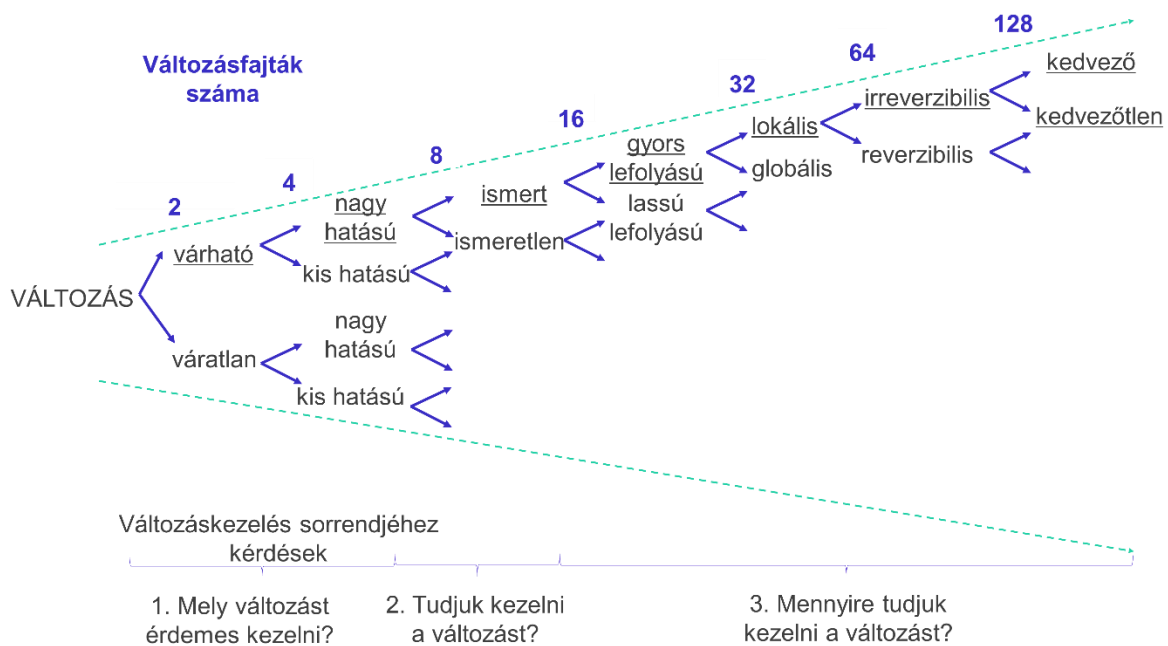 Változásfajták
száma
2
4
8
16
32
64
128
VÁLTOZÁS
várható
váratlan
nagy
hatású
kis hatású
nagy
hatású
kis hatású
ismert
ismeretlen
gyors
lefolyású
lassú
lefolyású
lokális
globális
irreverzibilis
reverzibilis
kedvező
kedvezőtlen
Változáskezelés sorrendjéhez
kérdések
1. Mely változást
érdemes kezelni?
2. Tudjuk kezelni
a változást?
3. Mennyire tudjuk
kezelni a változást?